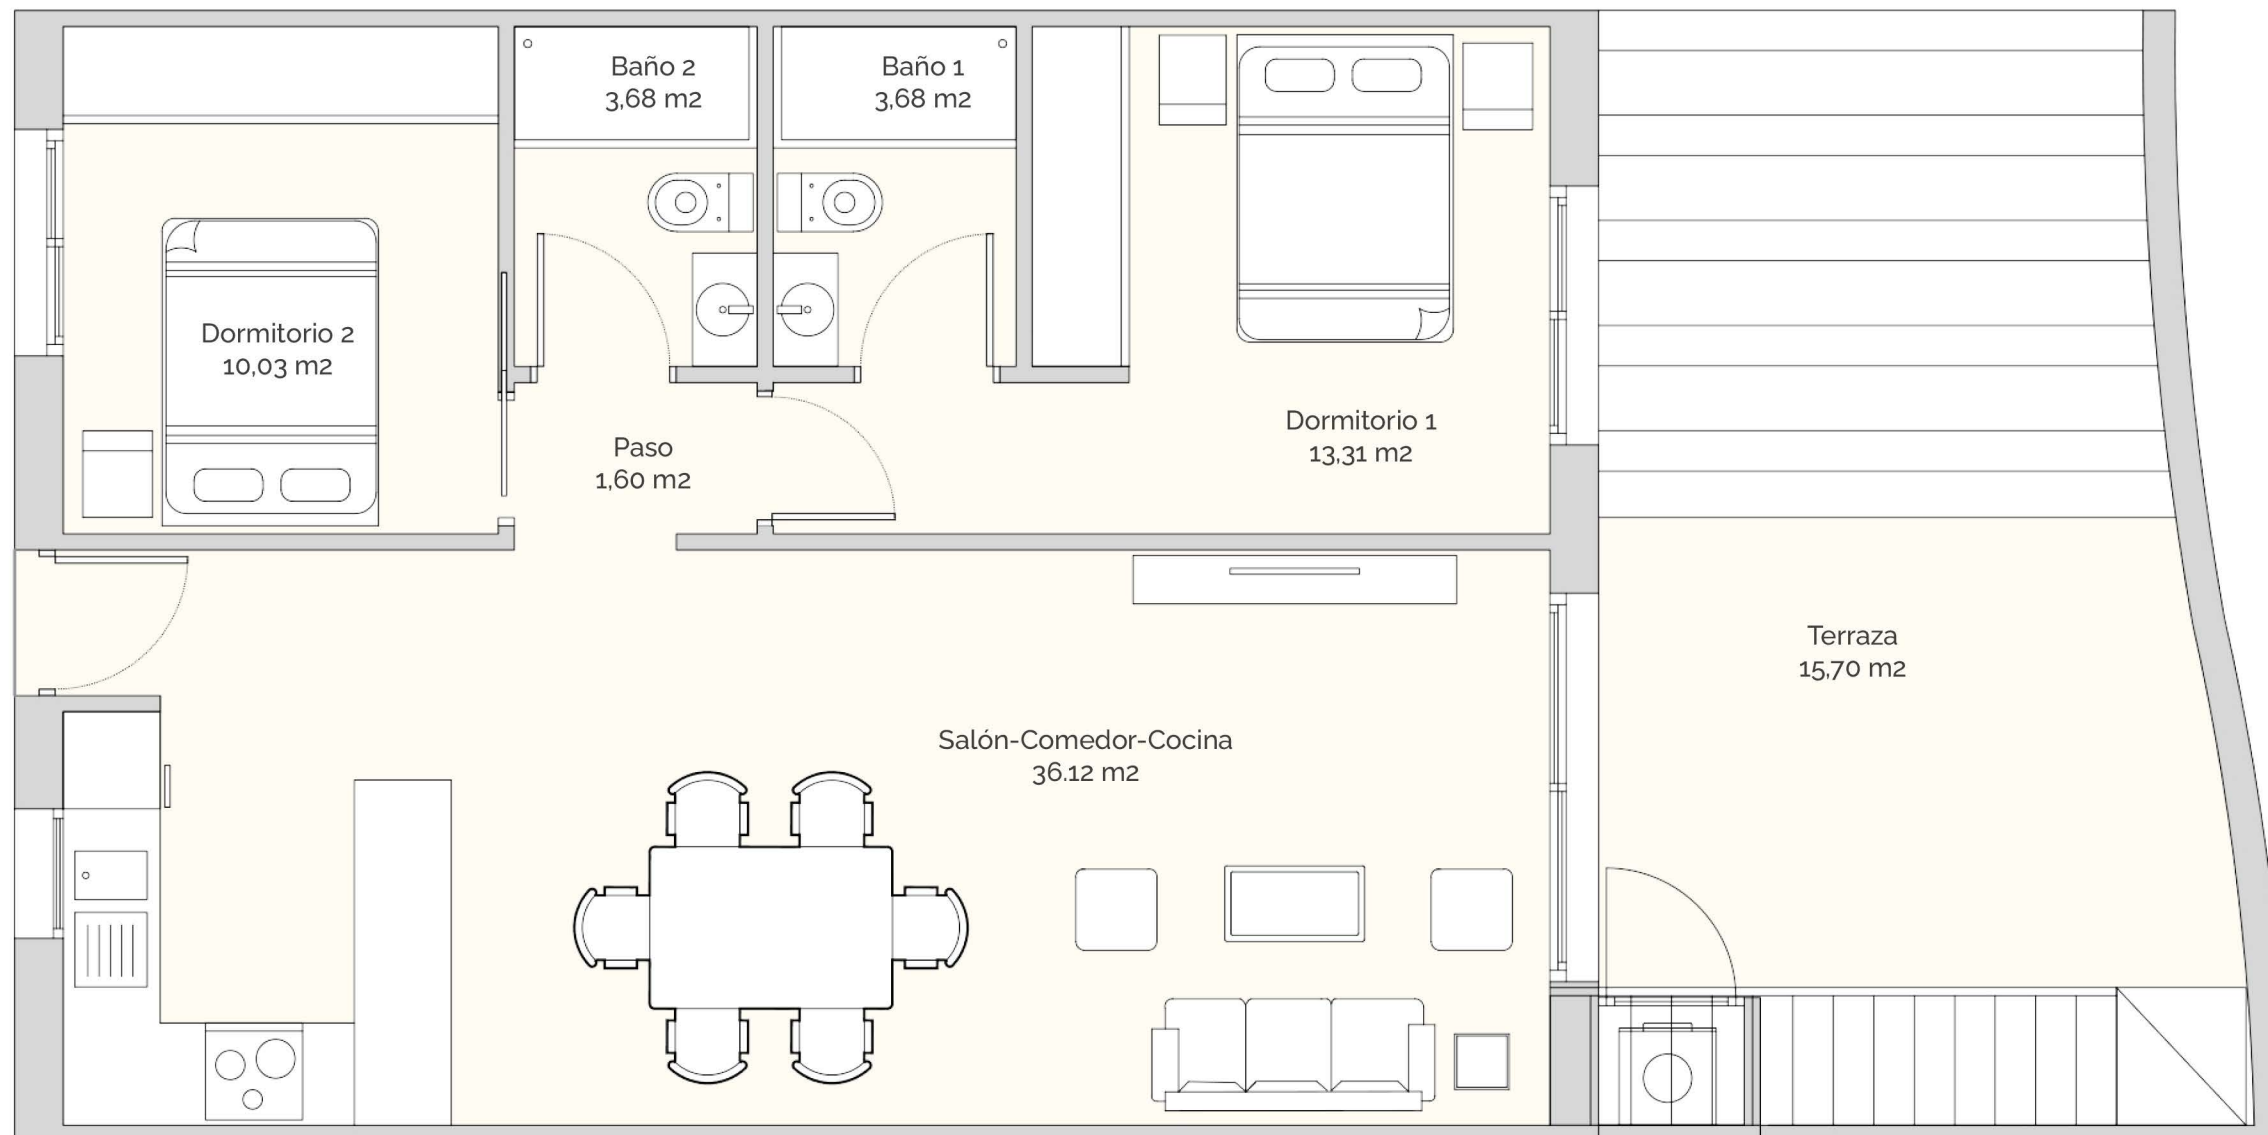 Baño 2
3,68 m2
Baño 1
3,68 m2
Dormitorio 2
10,03 m2
Dormitorio 1
13,31 m2
Paso
1,60 m2
Terraza
15,70 m2
Salón-Comedor-Cocina
36.12 m2